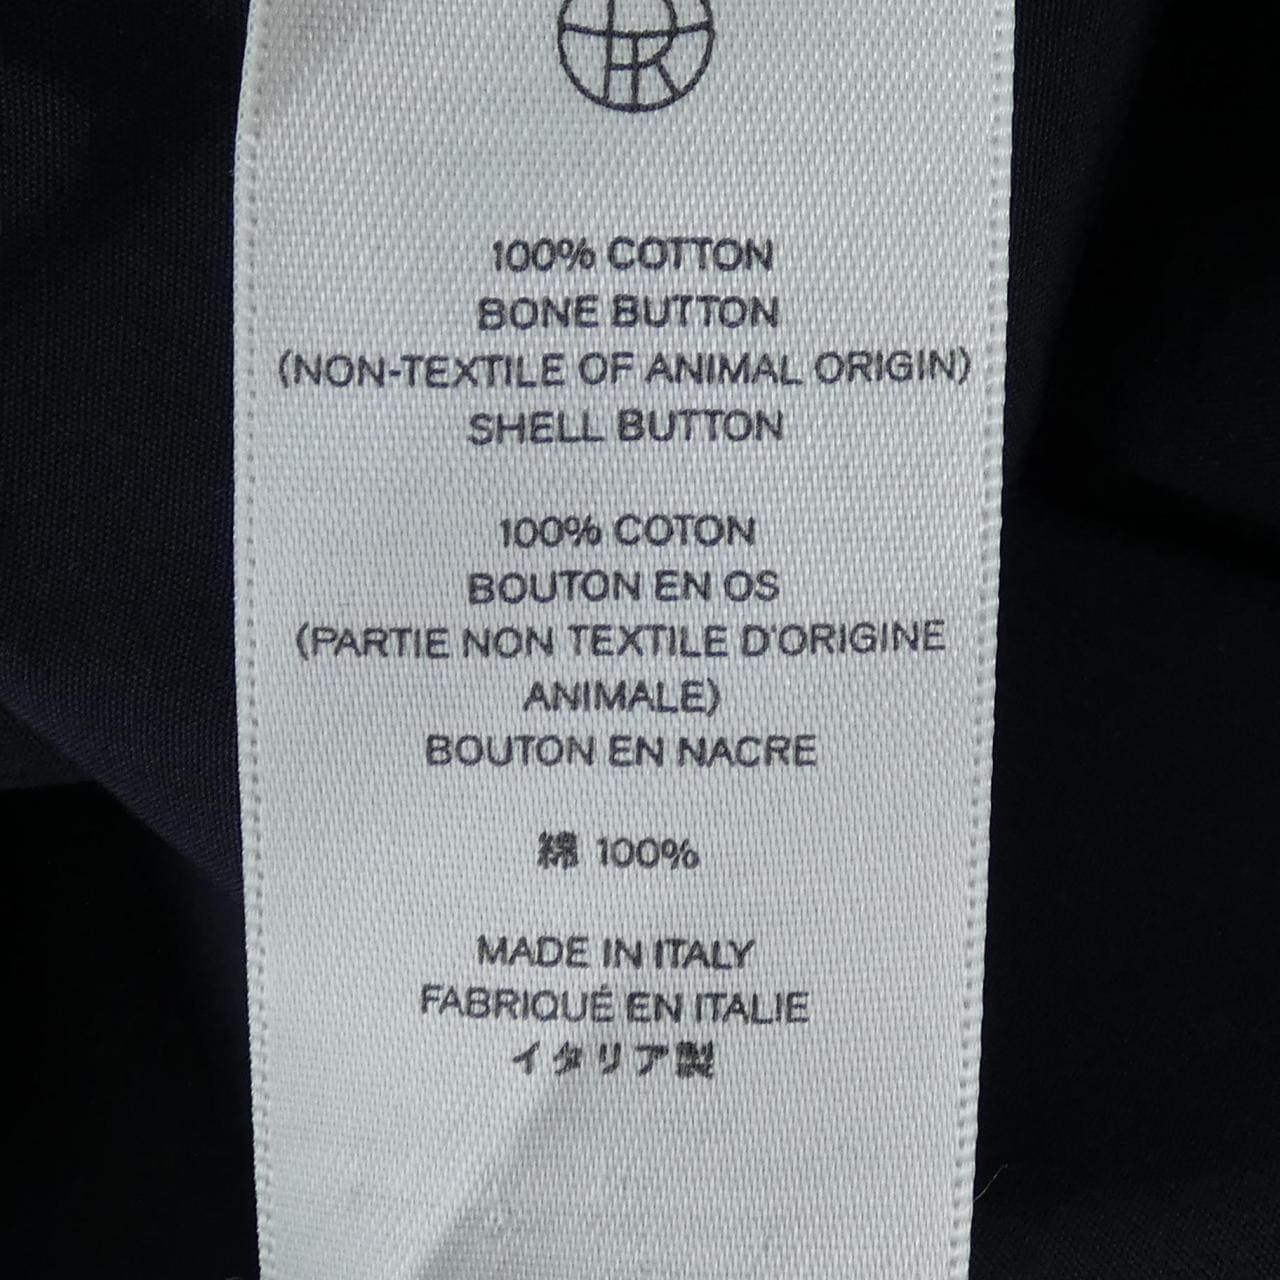 100% COTTON
BONE BUTTON
(NON-TEXTILE OF ANIMAL ORIGIN)
SHELL BUTTON
100% COTON
BOUTON EN OS
(PARTIE NON TEXTILE D'ORIGINE
ANIMALE)
BOUTON EN NACRE
綿 100%
MADE IN ITALY
FABRIQUÉ EN ITALIE
イタリア製